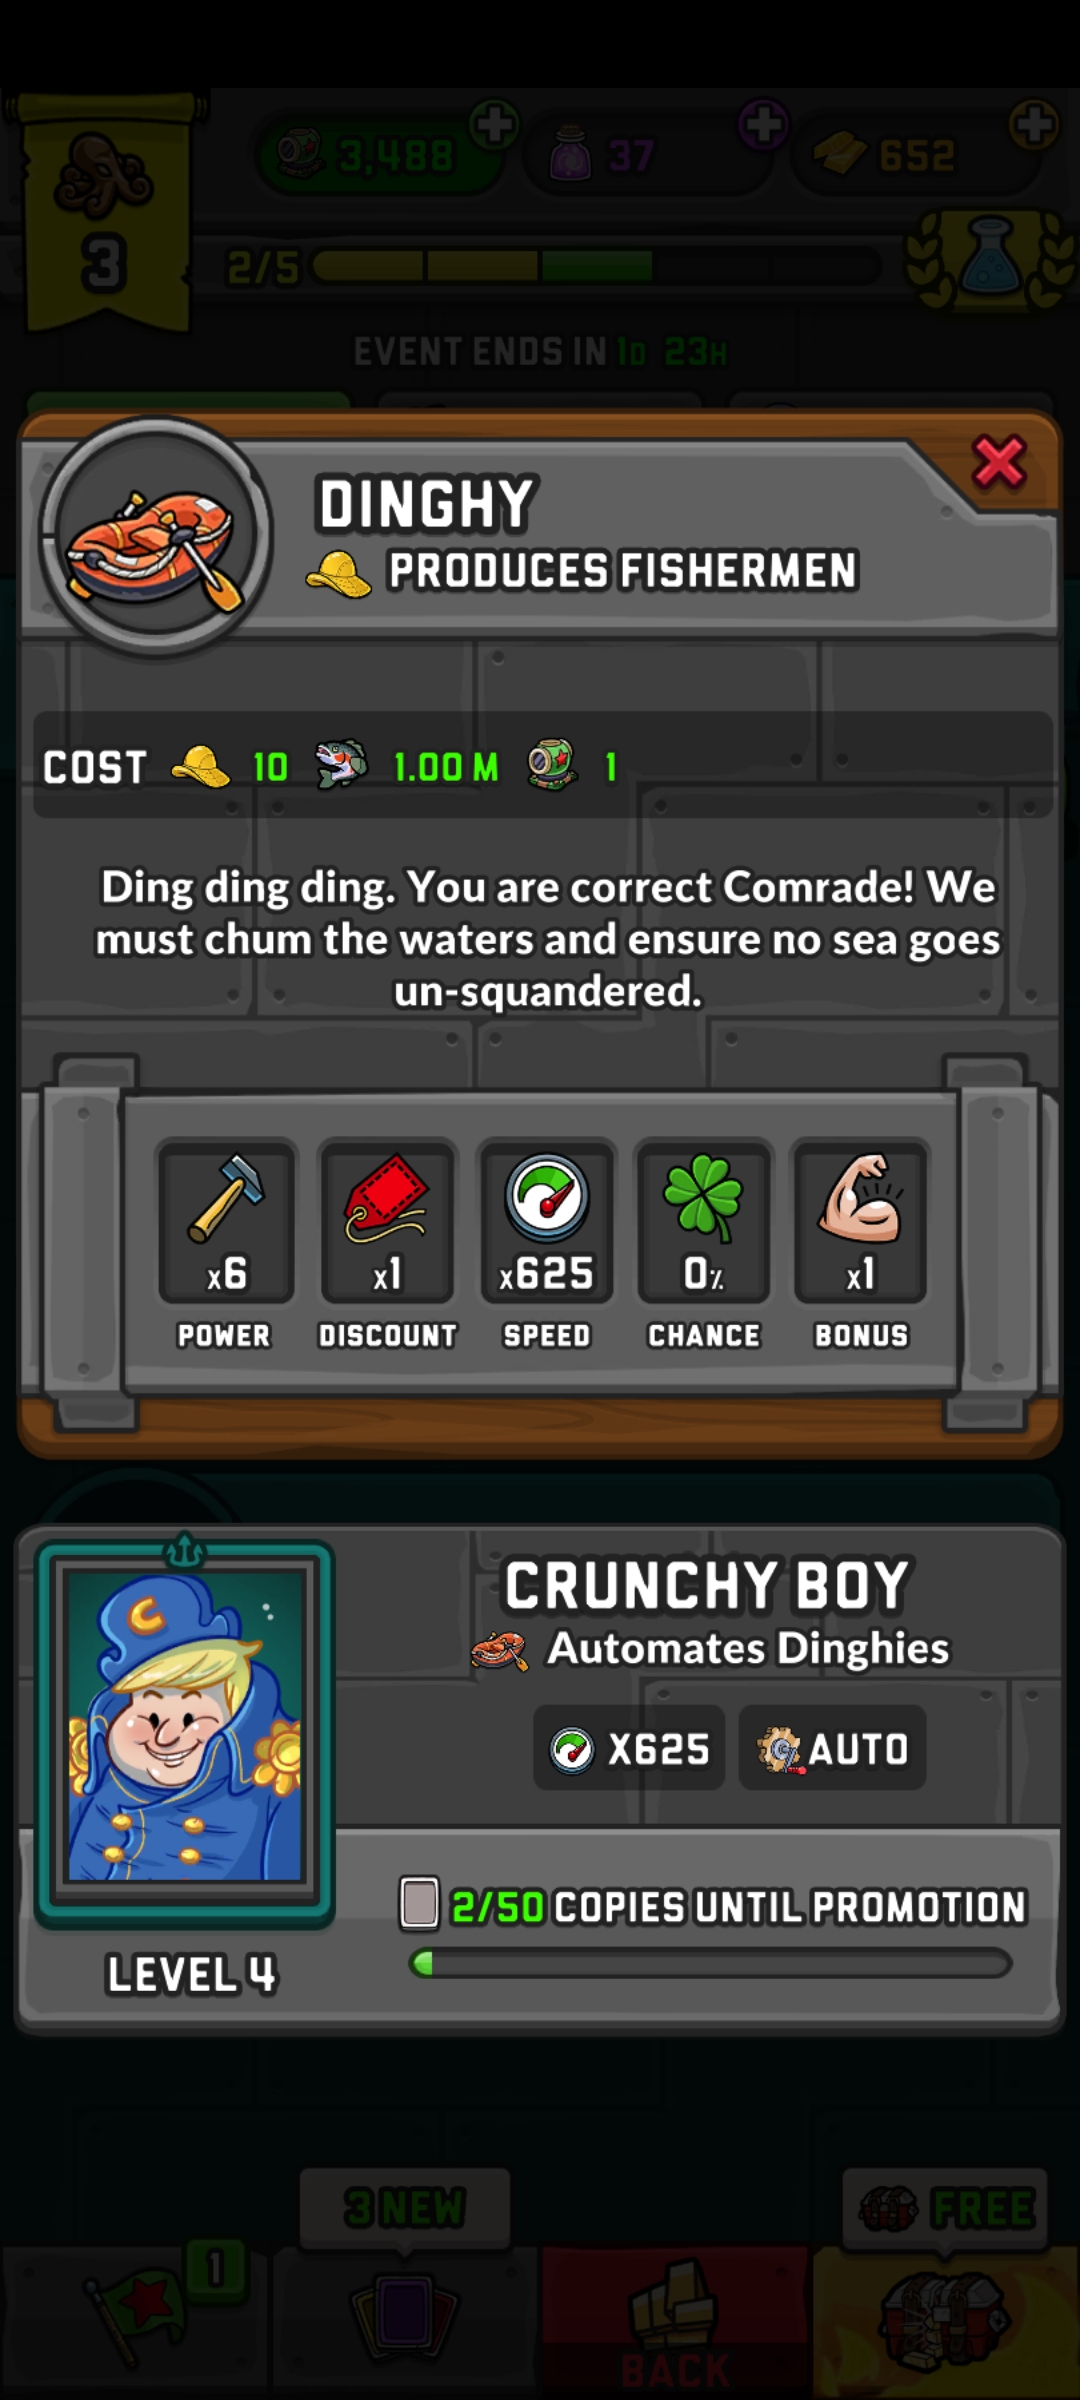 3,488
37
652
3
2/5
EVENT ENDS IN 1D 23H
DINGHY
PRODUCES FISHERMEN
COST 10 1.00 M 1
Ding ding ding. You are correct Comrade! We
must chum the waters and ensure no sea goes
un-squandered.
x6 x1 x625 0% x1
POWER DISCOUNT SPEED CHANCE BONUS
C
CRUNCHY BOY
Automates Dinghies
X625 AUTO
2/50 COPIES UNTIL PROMOTION
LEVEL 4
3 NEW
FREE
1
BACK